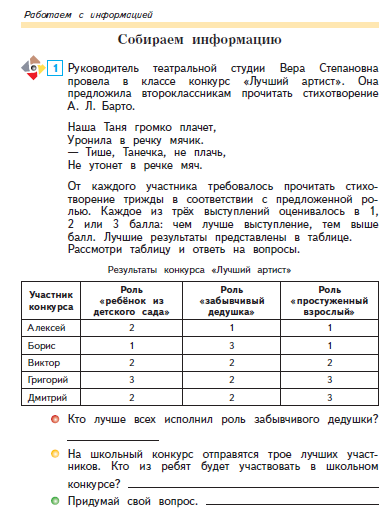 Работаем с информацией
Собираем информацию
1 Руководитель театральной студии Вера Степановна
провела в классе конкурс «Лучший артист». Она
предложила второклассникам прочитать стихотворение
А. Л. Барто.
Наша Таня громко плачет,
Уронила в речку мячик.
— Тише, Танечка, не плачь,
Не утонет в речке мяч.
От каждого участника требовалось прочитать стихо-
творение трижды в соответствии с предложенной ро-
лью. Каждое из трёх выступлений оценивалось в 1,
2 или 3 балла: чем лучше выступление, тем выше
балл. Лучшие результаты представлены в таблице.
Рассмотри таблицу и ответь на вопросы.
Результаты конкурса «Лучший артист»
Участник конкурса | Роль «ребёнок из детского сада» | Роль «забывчивый дедушка» | Роль «простуженный взрослый»
Алексей 2 1 1
Борис 1 3 1
Виктор 2 2 2
Григорий 3 2 3
Дмитрий 2 2 3
Кто лучше всех исполнил роль забывчивого дедушки?
На школьный конкурс отправятся трое лучших участ-
ников. Кто из ребят будет участвовать в школьном
конкурсе?
Придумай свой вопрос.